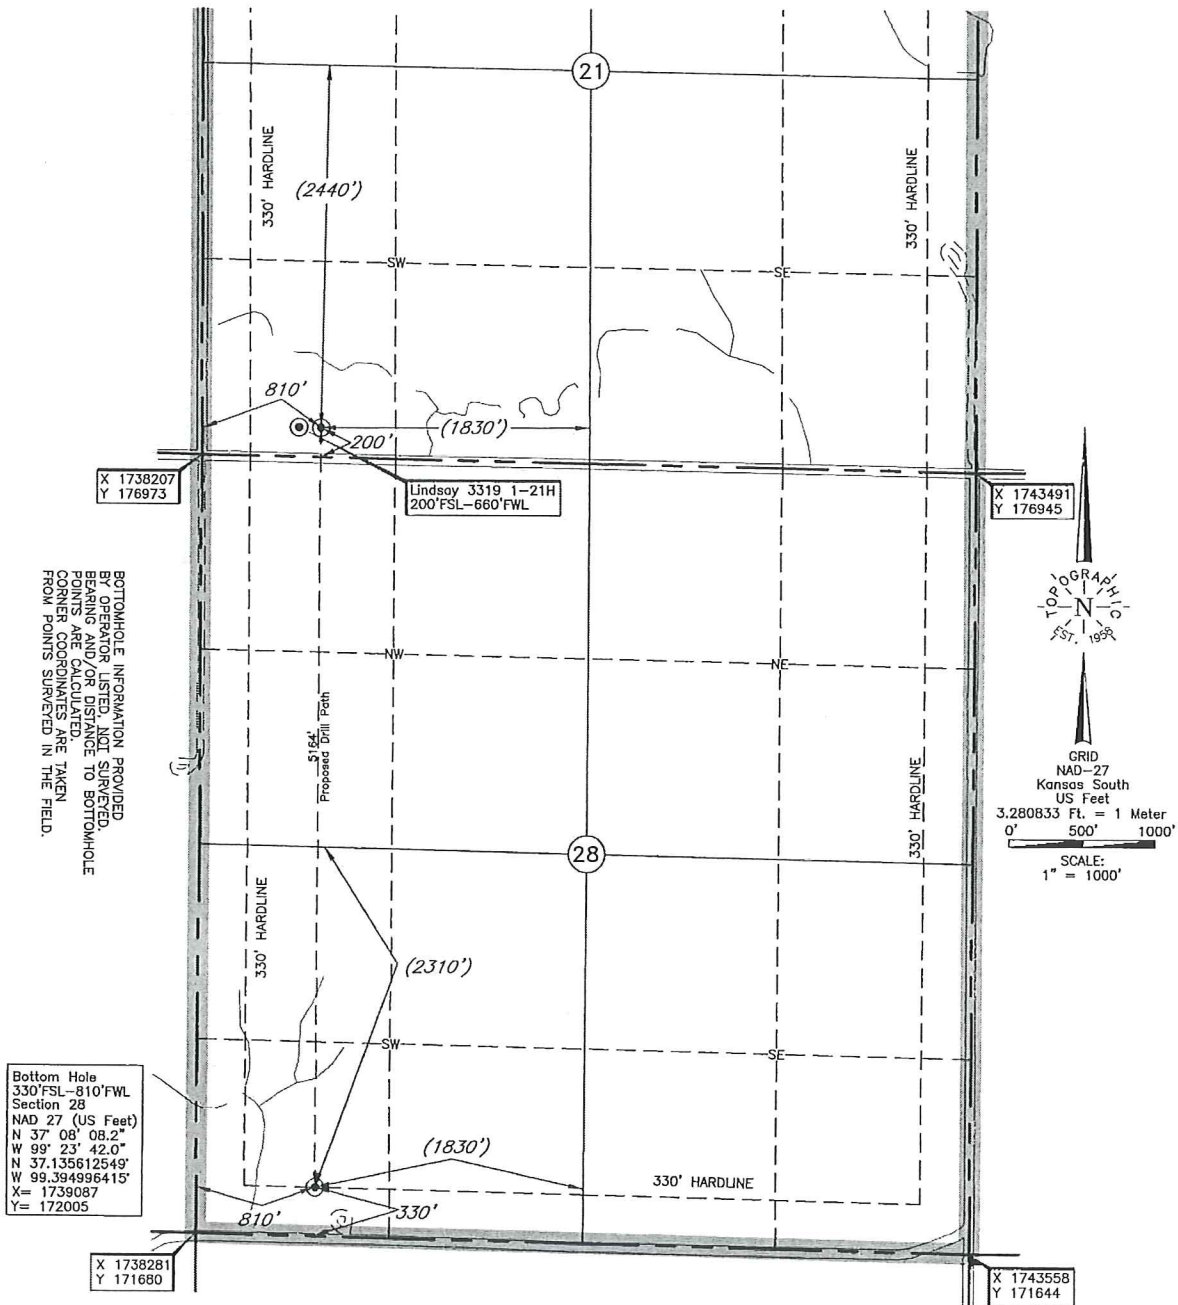 21
330' HARDLINE
(2440')
330' HARDLINE
SW
SE
810'
(1830')
200'
X 1738207
Y 176973
Lindsay 3319 1-21H
200'FSL-660'FWL
X 1743491
Y 176945
TOPOGRAPHIC
N
EST. 1958
BOTTOMHOLE INFORMATION PROVIDED
BY OPERATOR LISTED, NOT SURVEYED.
BEARING AND/OR DISTANCE TO BOTTOMHOLE
POINTS ARE CALCULATED.
CORNER COORDINATES ARE TAKEN
FROM POINTS SURVEYED IN THE FIELD.
NW
NE
5164'
Proposed Drill Path
GRID
NAD-27
Kansas South
US Feet
3.280833 Ft. = 1 Meter
0' 500' 1000'
SCALE:
1" = 1000'
330' HARDLINE
28
330' HARDLINE
(2310')
SW
SE
Bottom Hole
330'FSL-810'FWL
Section 28
NAD 27 (US Feet)
N 37° 08' 08.2"
W 99° 23' 42.0"
N 37.135612549°
W 99.394996415°
X= 1739087
Y= 172005
(1830')
330' HARDLINE
810'
330'
X 1738281
Y 171680
X 1743558
Y 171644